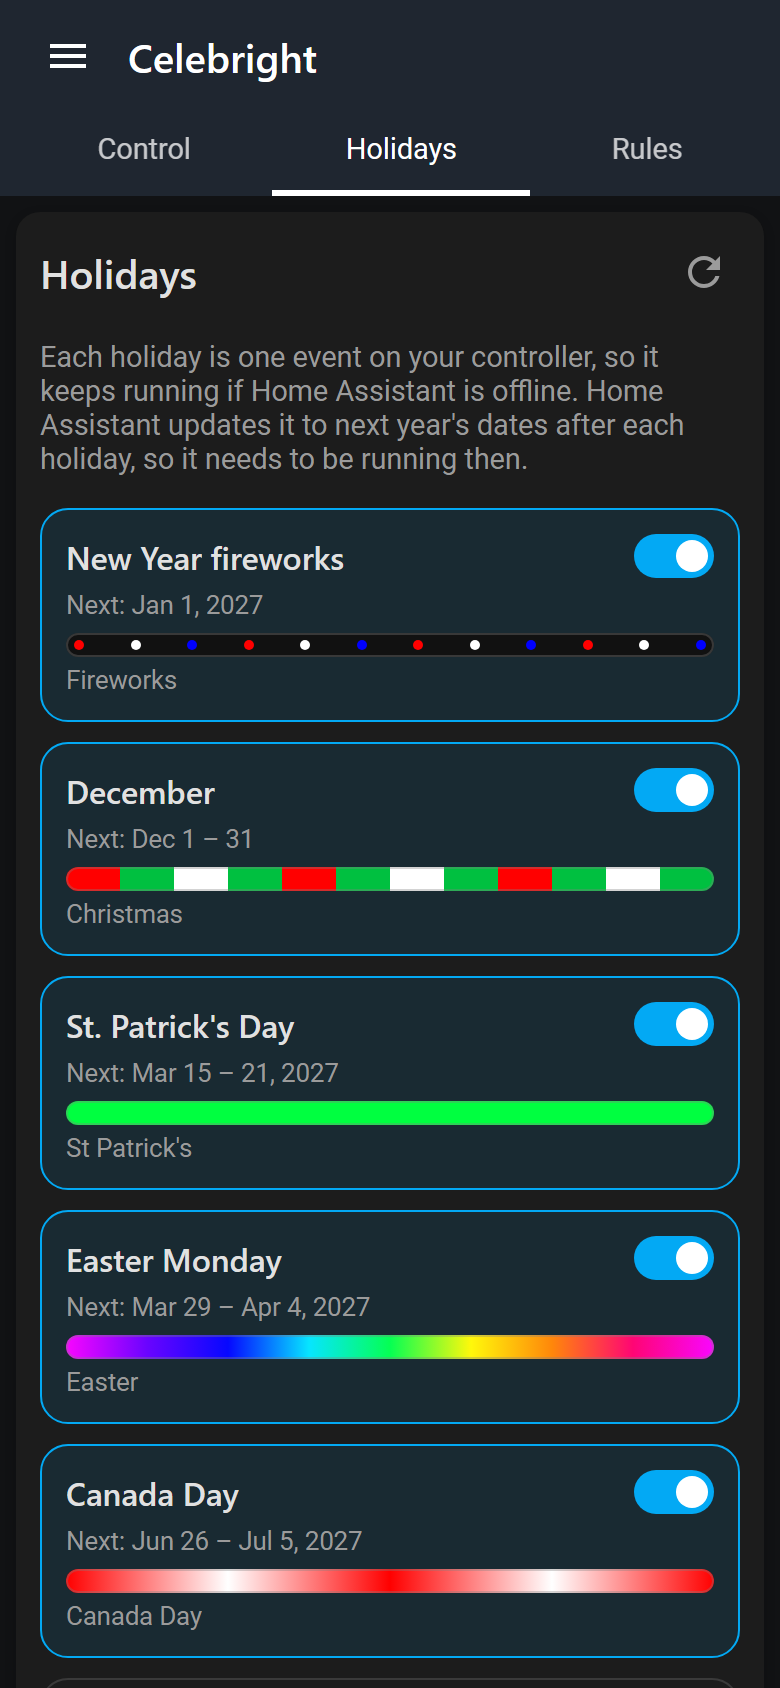 Celebright
Control
Holidays
Rules
Holidays
Each holiday is one event on your controller, so it
keeps running if Home Assistant is offline. Home
Assistant updates it to next year's dates after each
holiday, so it needs to be running then.
New Year fireworks
Next: Jan 1, 2027
Fireworks
December
Next: Dec 1 – 31
Christmas
St. Patrick's Day
Next: Mar 15 – 21, 2027
St Patrick's
Easter Monday
Next: Mar 29 – Apr 4, 2027
Easter
Canada Day
Next: Jun 26 – Jul 5, 2027
Canada Day